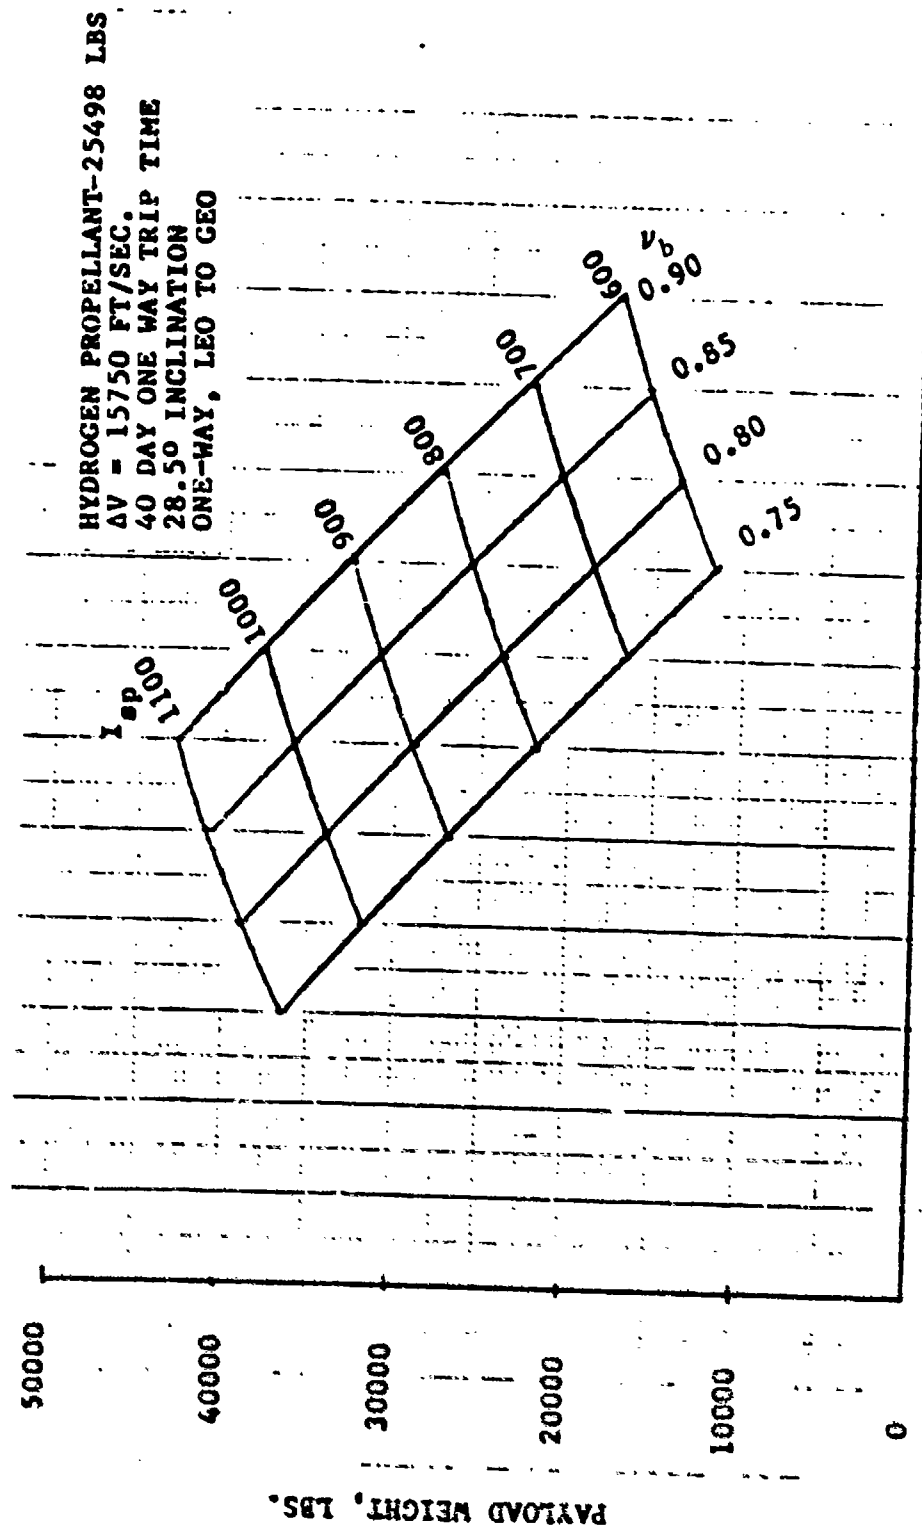 HYDROGEN PROPELLANT-25498 LBS
ΔV = 15750 FT/SEC.
40 DAY ONE WAY TRIP TIME
28.5° INCLINATION
ONE-WAY, LEO TO GEO
I sp
1100
1000
900
800
700
600
ν b
0.90
0.85
0.80
0.75
50000
40000
30000
20000
10000
0
PAYLOAD WEIGHT, LBS.